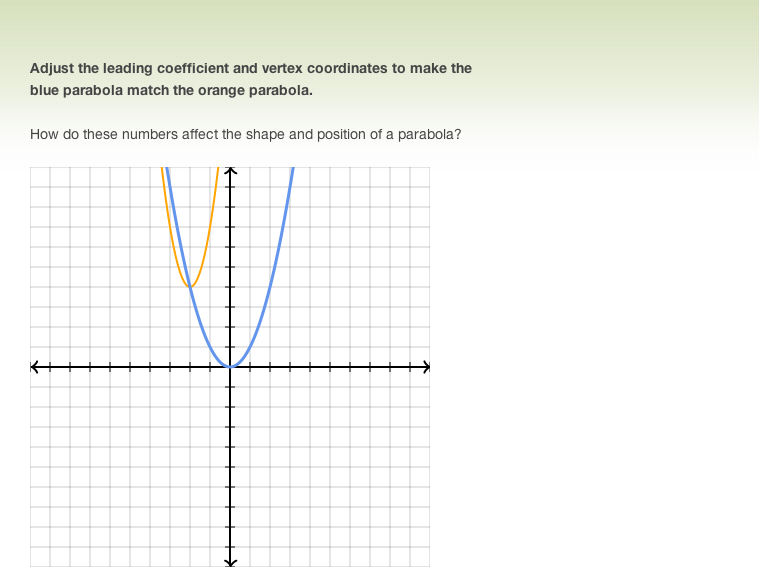 Adjust the leading coefficient and vertex coordinates to make the
blue parabola match the orange parabola.
How do these numbers affect the shape and position of a parabola?